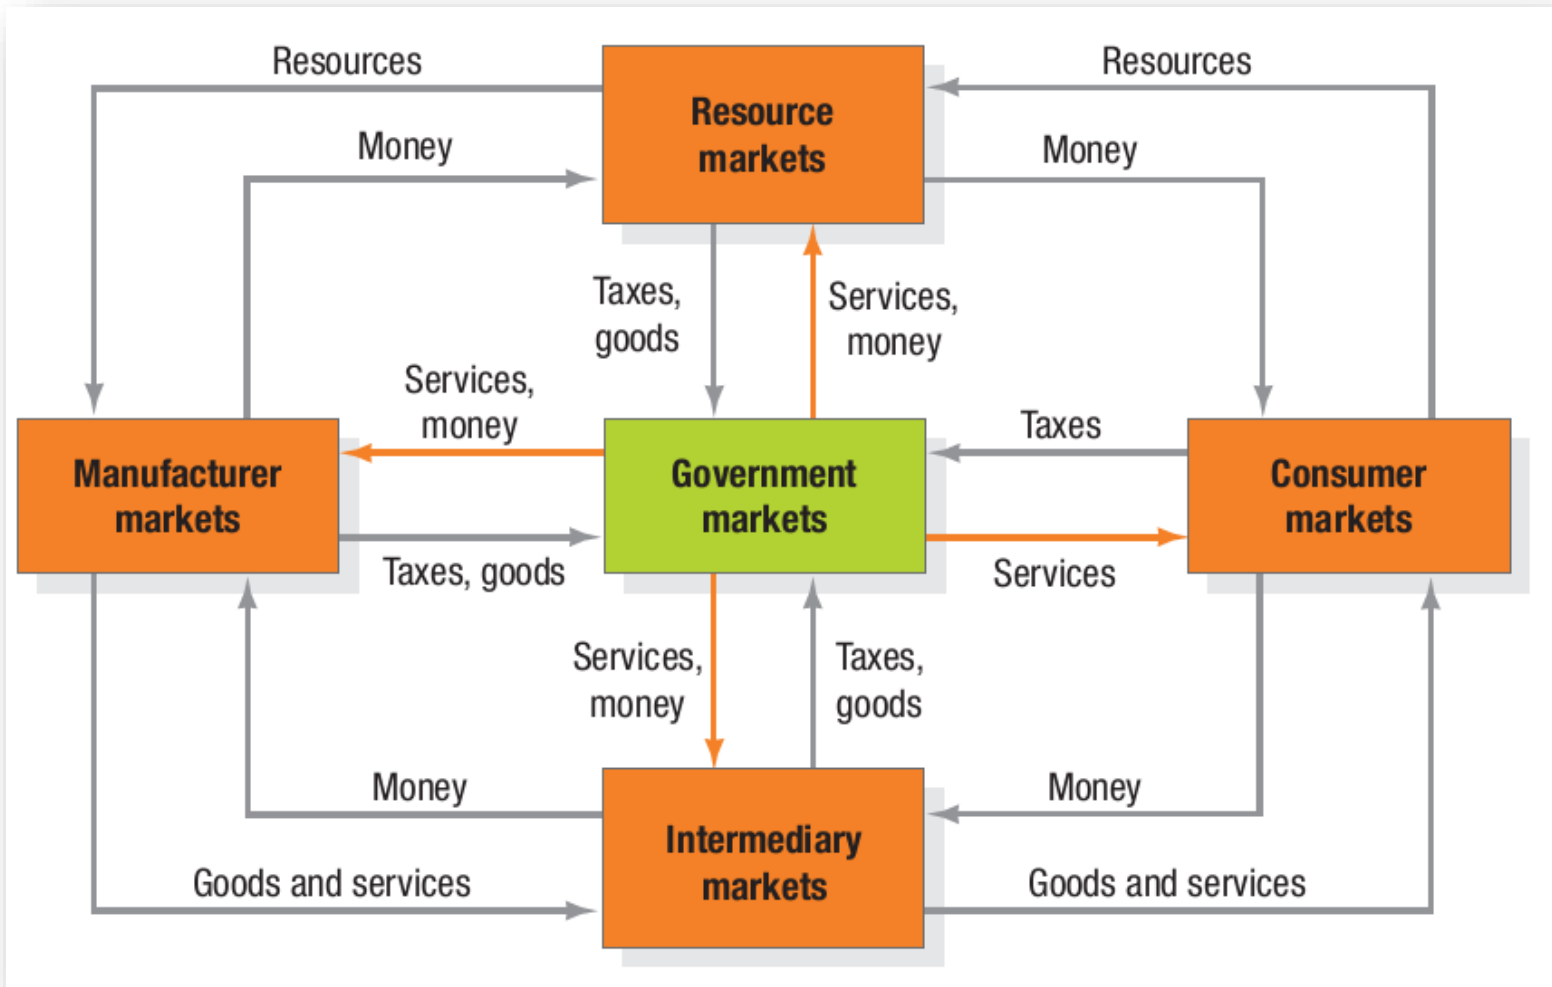 Resources
Resources
Resource
markets
Money
Money
Taxes,
goods
Services,
money
Services,
money
Taxes
Manufacturer
markets
Government
markets
Consumer
markets
Taxes, goods
Services
Services,
money
Taxes,
goods
Money
Money
Intermediary
markets
Goods and services
Goods and services